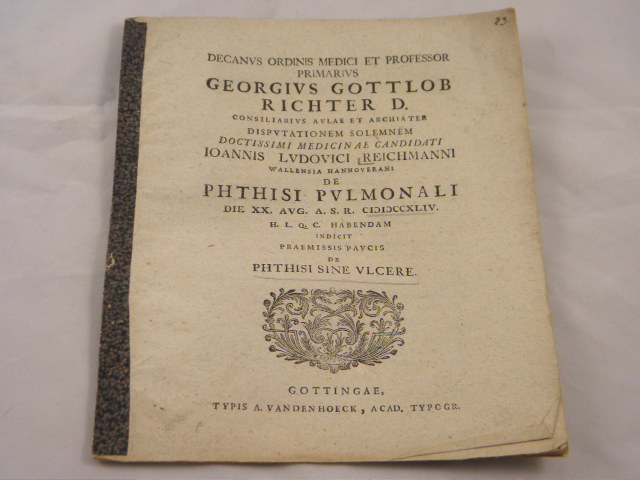 83
DECANVS ORDINIS MEDICI ET PROFESSOR
PRIMARIVS
GEORGIVS GOTTLOB
RICHTER D.
CONSILIARIVS AVLAE ET ARCHIATER
DISPVTATIONEM SOLEMNEM
DOCTISSIMI MEDICINAE CANDIDATI
IOANNIS LVDOVICI REICHMANNI
WALLENSIA HANNOVERANI
DE
PHTHISI PVLMONALI
DIE XX. AVG. A. S. R. CIƆIƆCCXLIV.
H. L. Q. C. HABENDAM
INDICIT
PRAEMISSIS PAVCIS
DE
PHTHISI SINE VLCERE.
GOTTINGAE,
TYPIS A. VANDENHOECK, ACAD. TYPOGR.